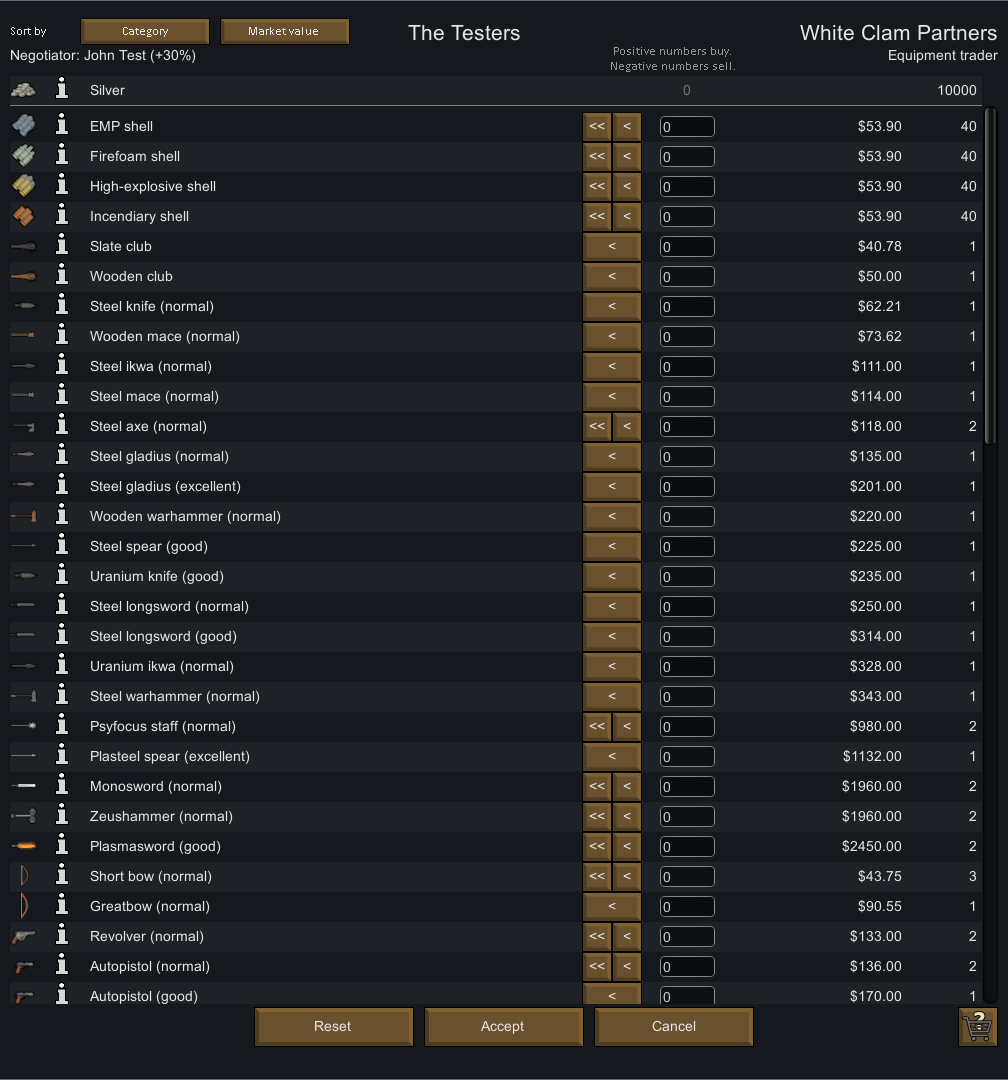 Sort by Category Market value The Testers White Clam Partners
Negotiator: John Test (+30%) Positive numbers buy. Equipment trader
Negative numbers sell.
Silver 0 10000
EMP shell << < 0 $53.90 40
Firefoam shell << < 0 $53.90 40
High-explosive shell << < 0 $53.90 40
Incendiary shell << < 0 $53.90 40
Slate club < 0 $40.78 1
Wooden club < 0 $50.00 1
Steel knife (normal) < 0 $62.21 1
Wooden mace (normal) < 0 $73.62 1
Steel ikwa (normal) < 0 $111.00 1
Steel mace (normal) < 0 $114.00 1
Steel axe (normal) << < 0 $118.00 2
Steel gladius (normal) < 0 $135.00 1
Steel gladius (excellent) < 0 $201.00 1
Wooden warhammer (normal) < 0 $220.00 1
Steel spear (good) < 0 $225.00 1
Uranium knife (good) < 0 $235.00 1
Steel longsword (normal) < 0 $250.00 1
Steel longsword (good) < 0 $314.00 1
Uranium ikwa (normal) < 0 $328.00 1
Steel warhammer (normal) < 0 $343.00 1
Psyfocus staff (normal) << < 0 $980.00 2
Plasteel spear (excellent) < 0 $1132.00 1
Monosword (normal) << < 0 $1960.00 2
Zeushammer (normal) << < 0 $1960.00 2
Plasmasword (good) << < 0 $2450.00 2
Short bow (normal) << < 0 $43.75 3
Greatbow (normal) < 0 $90.55 1
Revolver (normal) << < 0 $133.00 2
Autopistol (normal) << < 0 $136.00 2
Autopistol (good) < 0 $170.00 1
Reset Accept Cancel ?